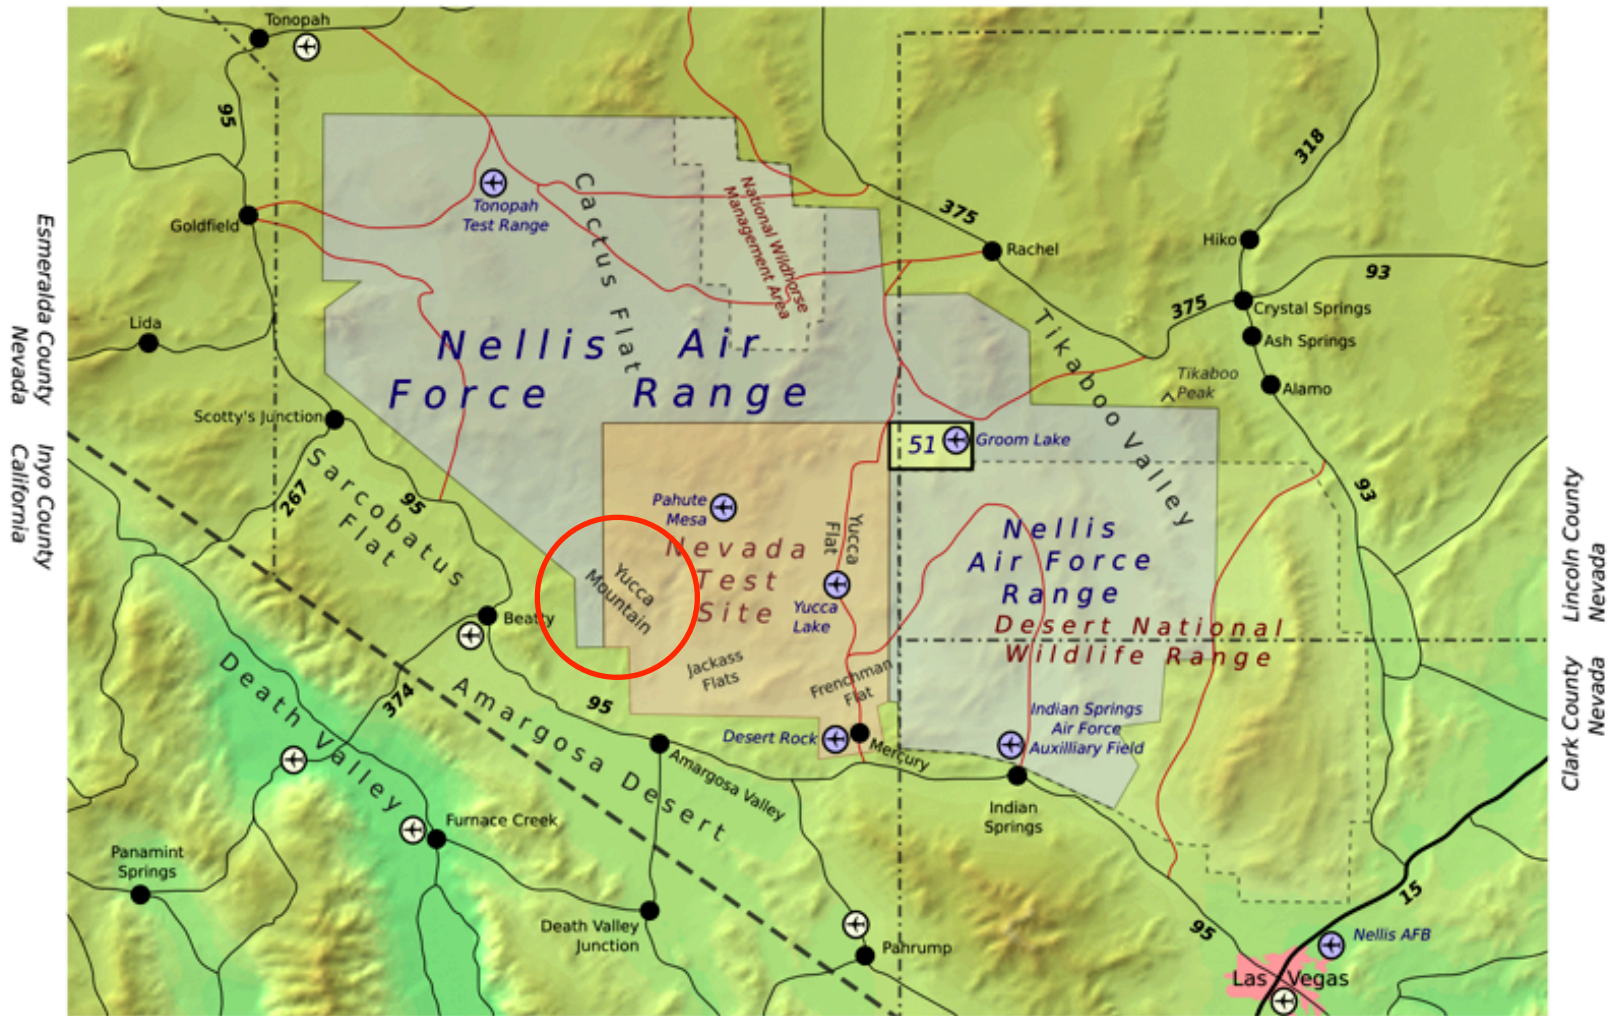 Tonopah
95
318
Tonopah
Test Range
Cactus Flat
National Wildhorse
Management Area
375
Goldfield
Rachel
Hiko
93
Esmeralda County
Nevada
375
Crystal Springs
Lida
Ash Springs
Nellis Air
Force Range
Tikaboo Valley
Tikaboo
Peak
Alamo
Scotty's Junction
51
Groom Lake
Inyo County
California
Sarcobatus
Flat
267
95
Pahute
Mesa
Yucca
Flat
93
Nevada
Test
Site
Nellis
Air Force
Range
Lincoln County
Nevada
Yucca
Mountain
Yucca
Lake
Beatty
Desert National
Wildlife Range
Jackass
Flats
Frenchman
Flat
Death Valley
374
Amargosa Desert
95
Clark County
Nevada
Desert Rock
Mercury
Indian Springs
Air Force
Auxilliary Field
Amargosa Valley
Indian
Springs
Furnace Creek
Panamint
Springs
15
Death Valley
Junction
Pahrump
95
Nellis AFB
Las Vegas